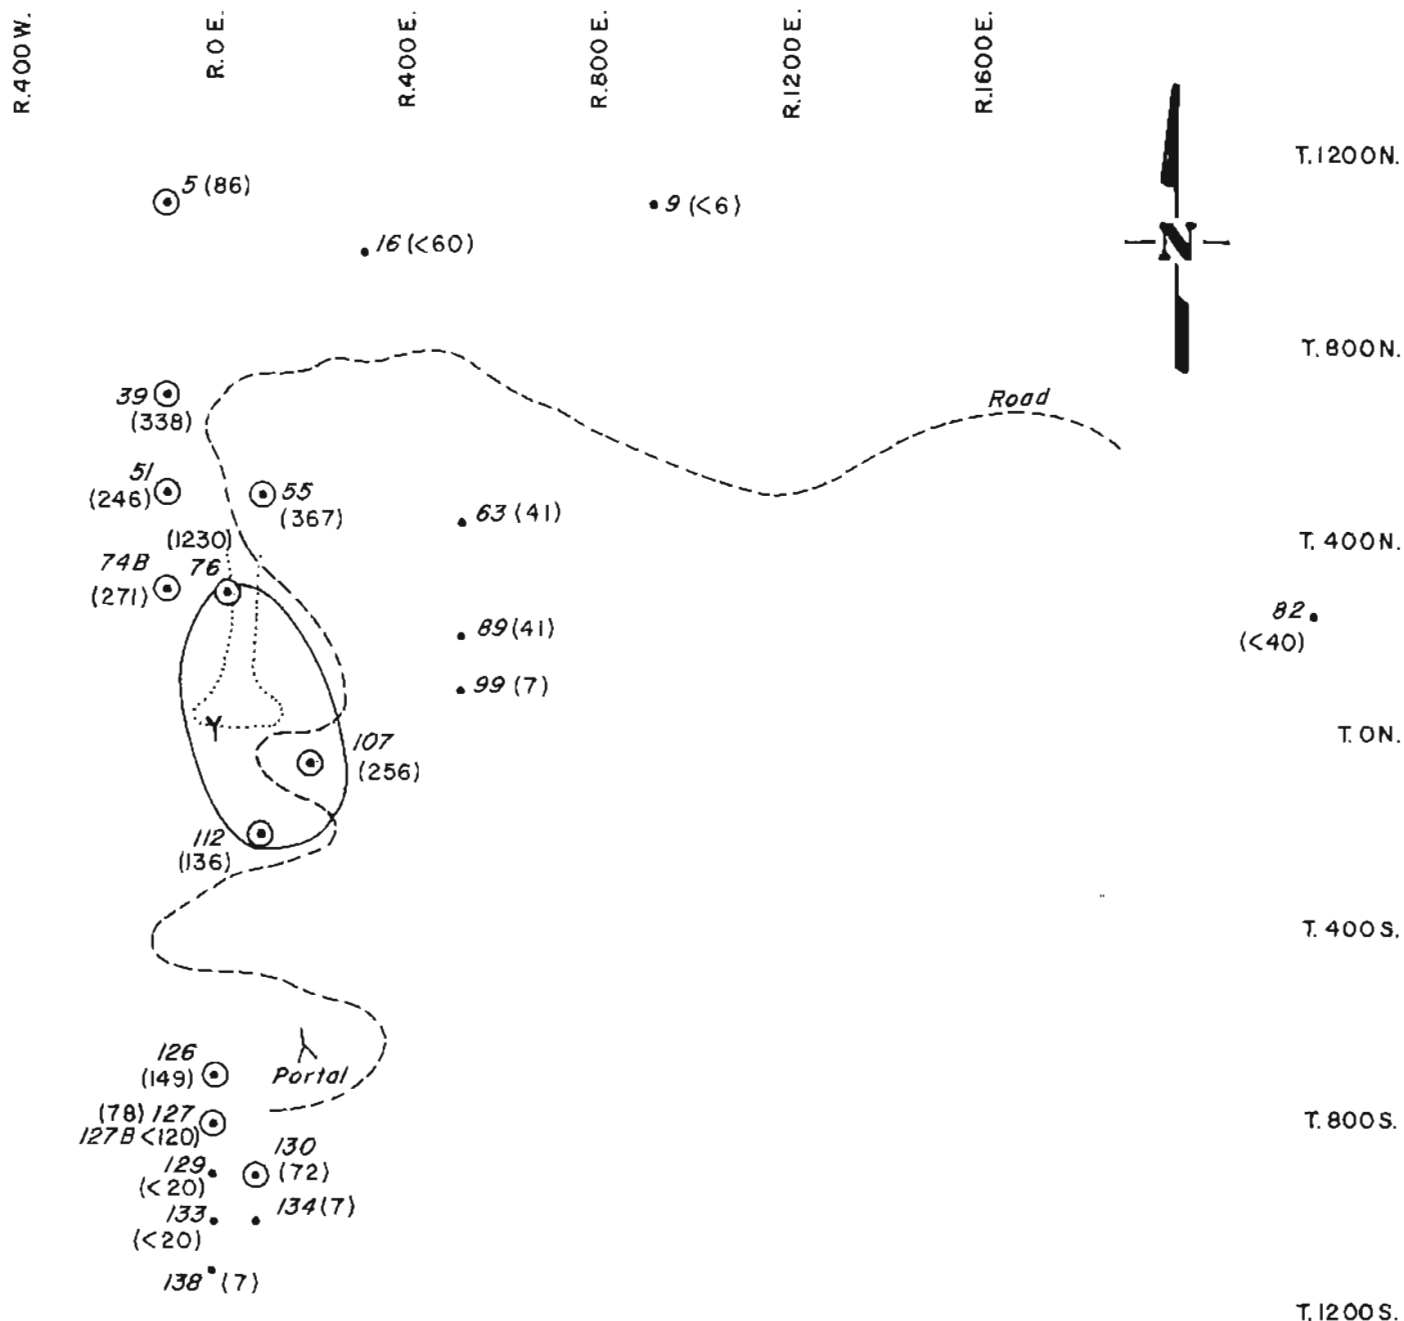 R.400W.
R.0E.
R.400E.
R.800E.
R.1200E.
R.1600E.
T.1200N.
5 (86)
9 (<6)
16 (<60)
N
T.800N.
39
(338)
Road
51
(246)
55
(367)
63 (41)
(1230)
T.400N.
74B
(271)
76
82
(<40)
89 (41)
99 (7)
T.0N.
107
(256)
112
(136)
T.400S.
126
(149)
Portal
(78) 127
127B <120)
T.800S.
130
(72)
129
(<20)
134 (7)
133
(<20)
138 (7)
T.1200S.